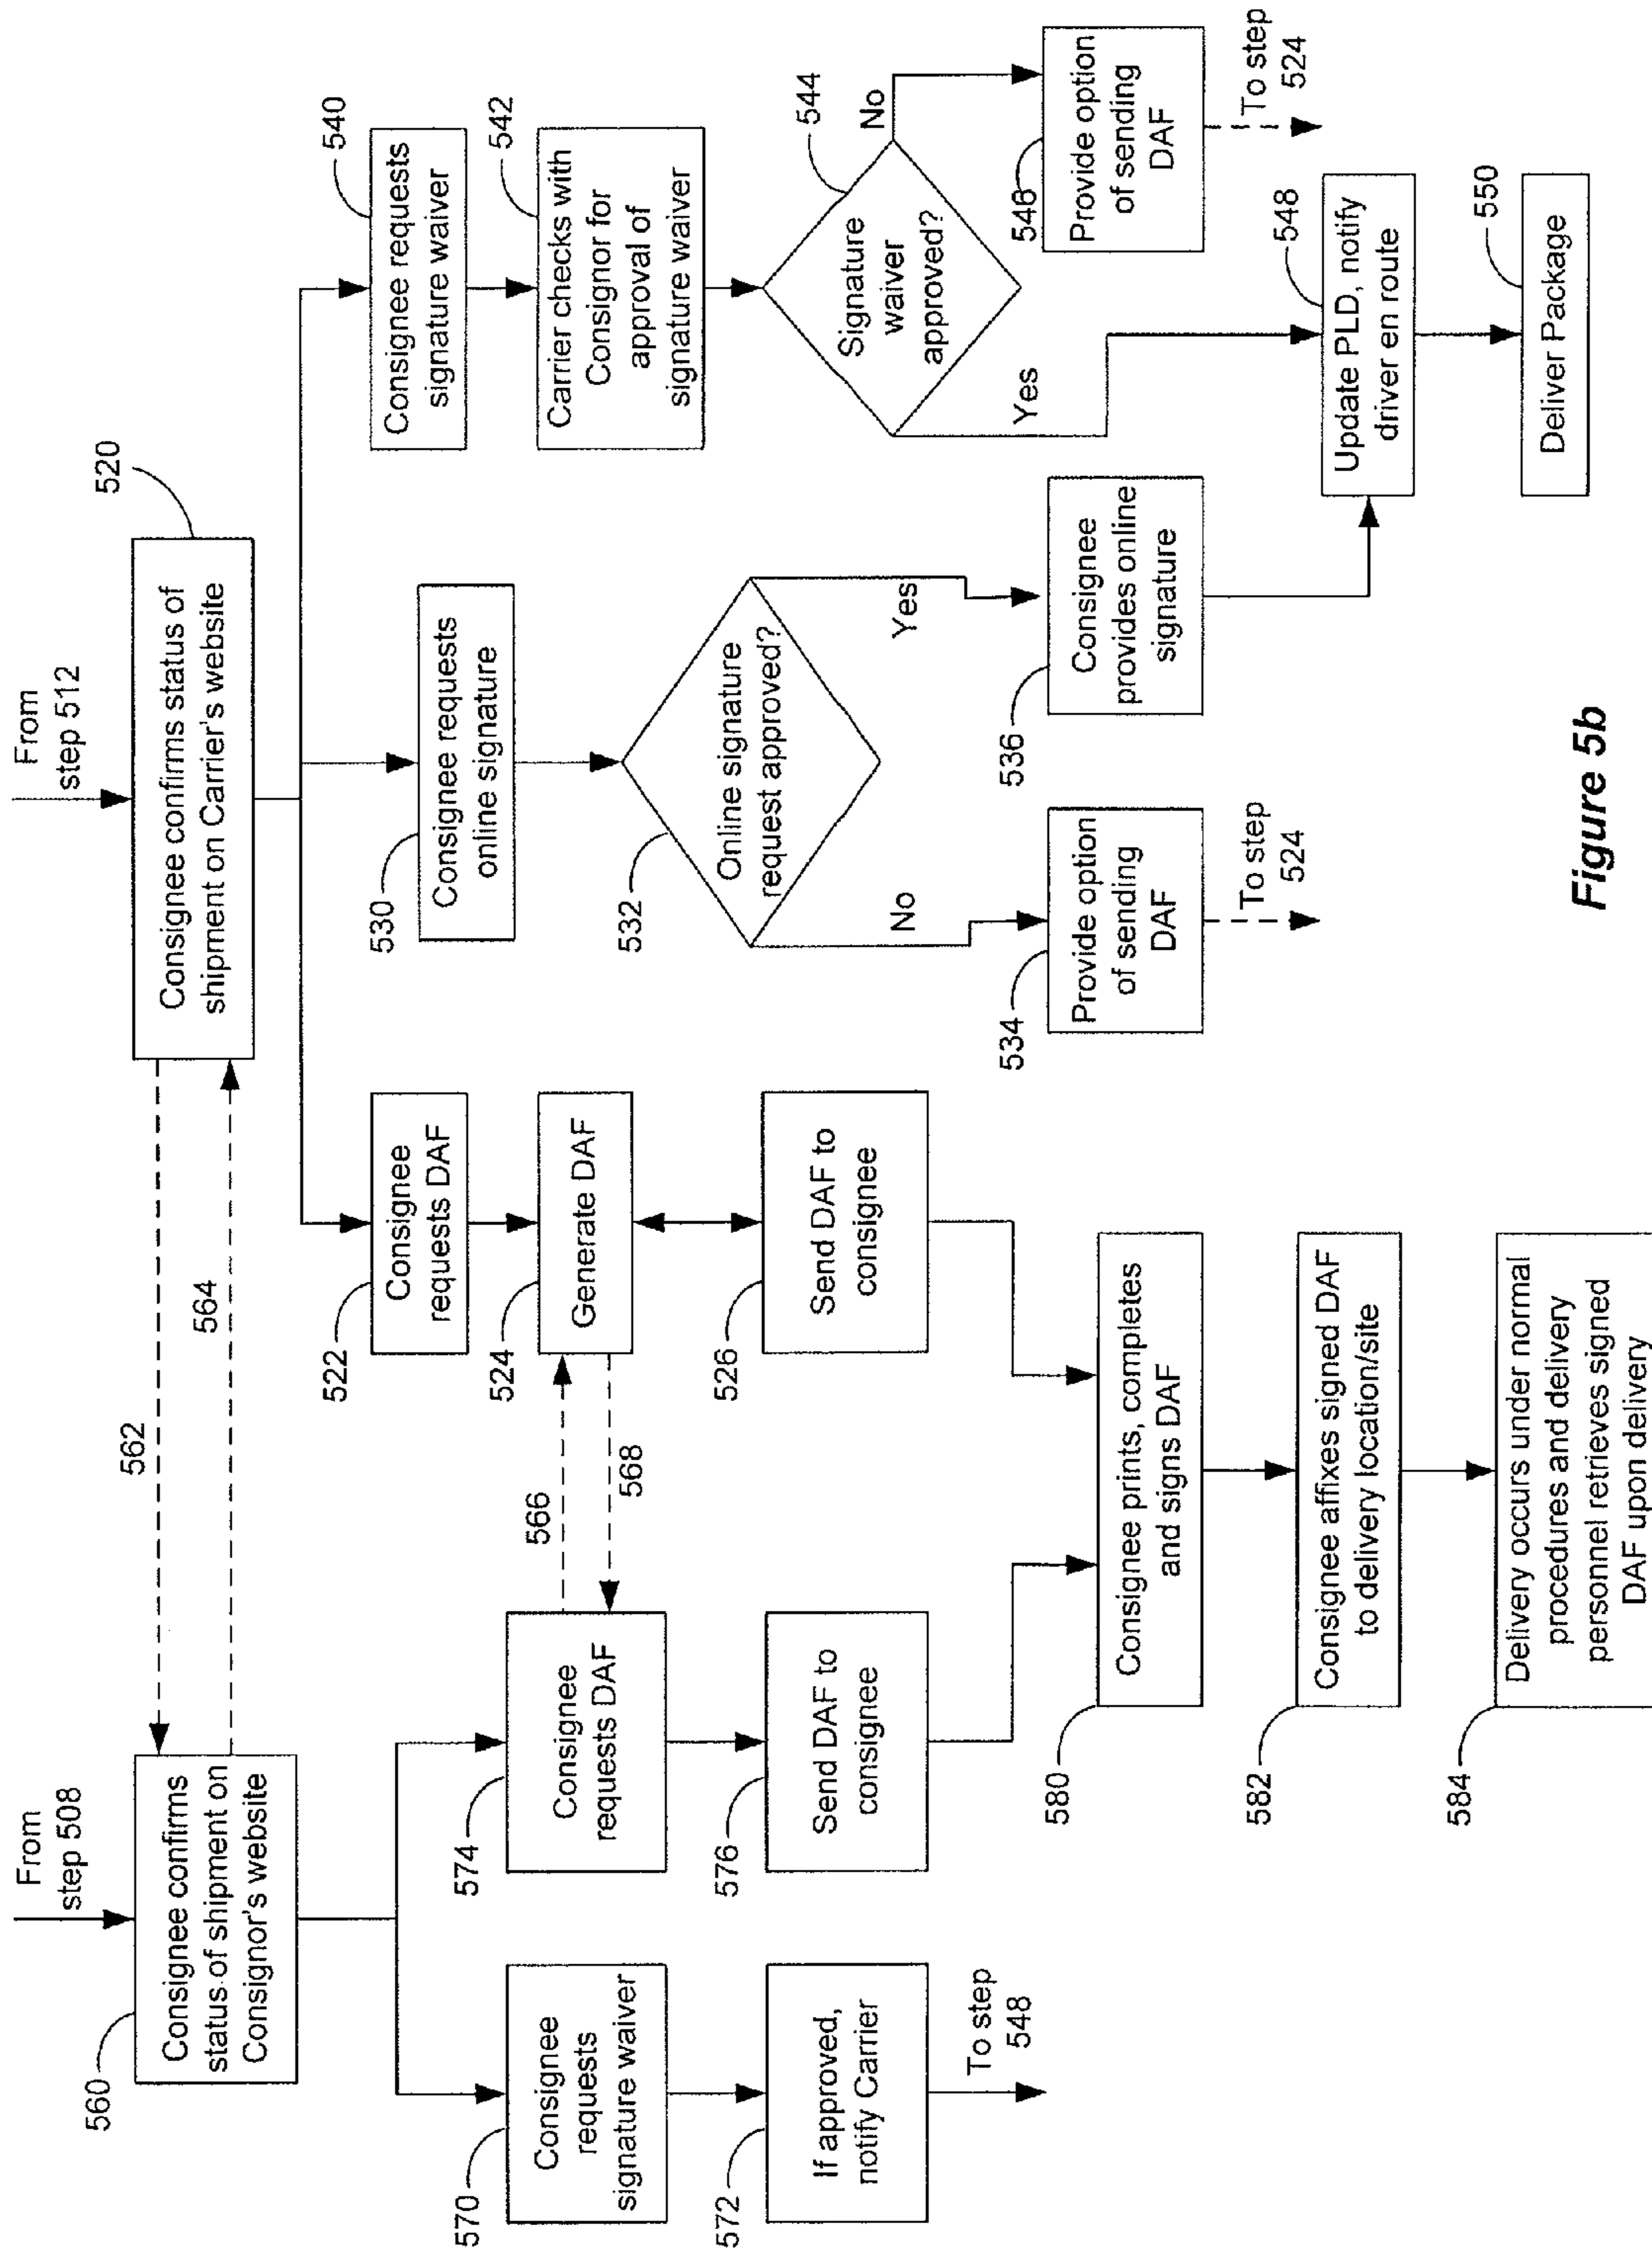 From
step 508
From
step 512
560
Consignee confirms
status of shipment on
Consignor's website
562
564
Consignee confirms status of
shipment on Carrier's website
520
570
Consignee
requests
signature waiver
572
If approved,
notify Carrier
To step
548
574
Consignee
requests DAF
576
Send DAF to
consignee
566
568
522
Consignee
requests DAF
524
Generate DAF
526
Send DAF to
consignee
580
Consignee prints, completes
and signs DAF
582
Consignee affixes signed DAF
to delivery location/site
584
Delivery occurs under normal
procedures and delivery
personnel retrieves signed
DAF upon delivery
530
Consignee requests
online signature
532
Online signature
request approved?
No
Yes
534
Provide option
of sending
DAF
To step
524
536
Consignee
provides online
signature
540
Consignee requests
signature waiver
542
Carrier checks with
Consignor for
approval of
signature waiver
544
Signature
waiver
approved?
Yes
No
546
Provide option
of sending
DAF
To step
524
548
Update PLD, notify
driver en route
550
Deliver Package
Figure 5b